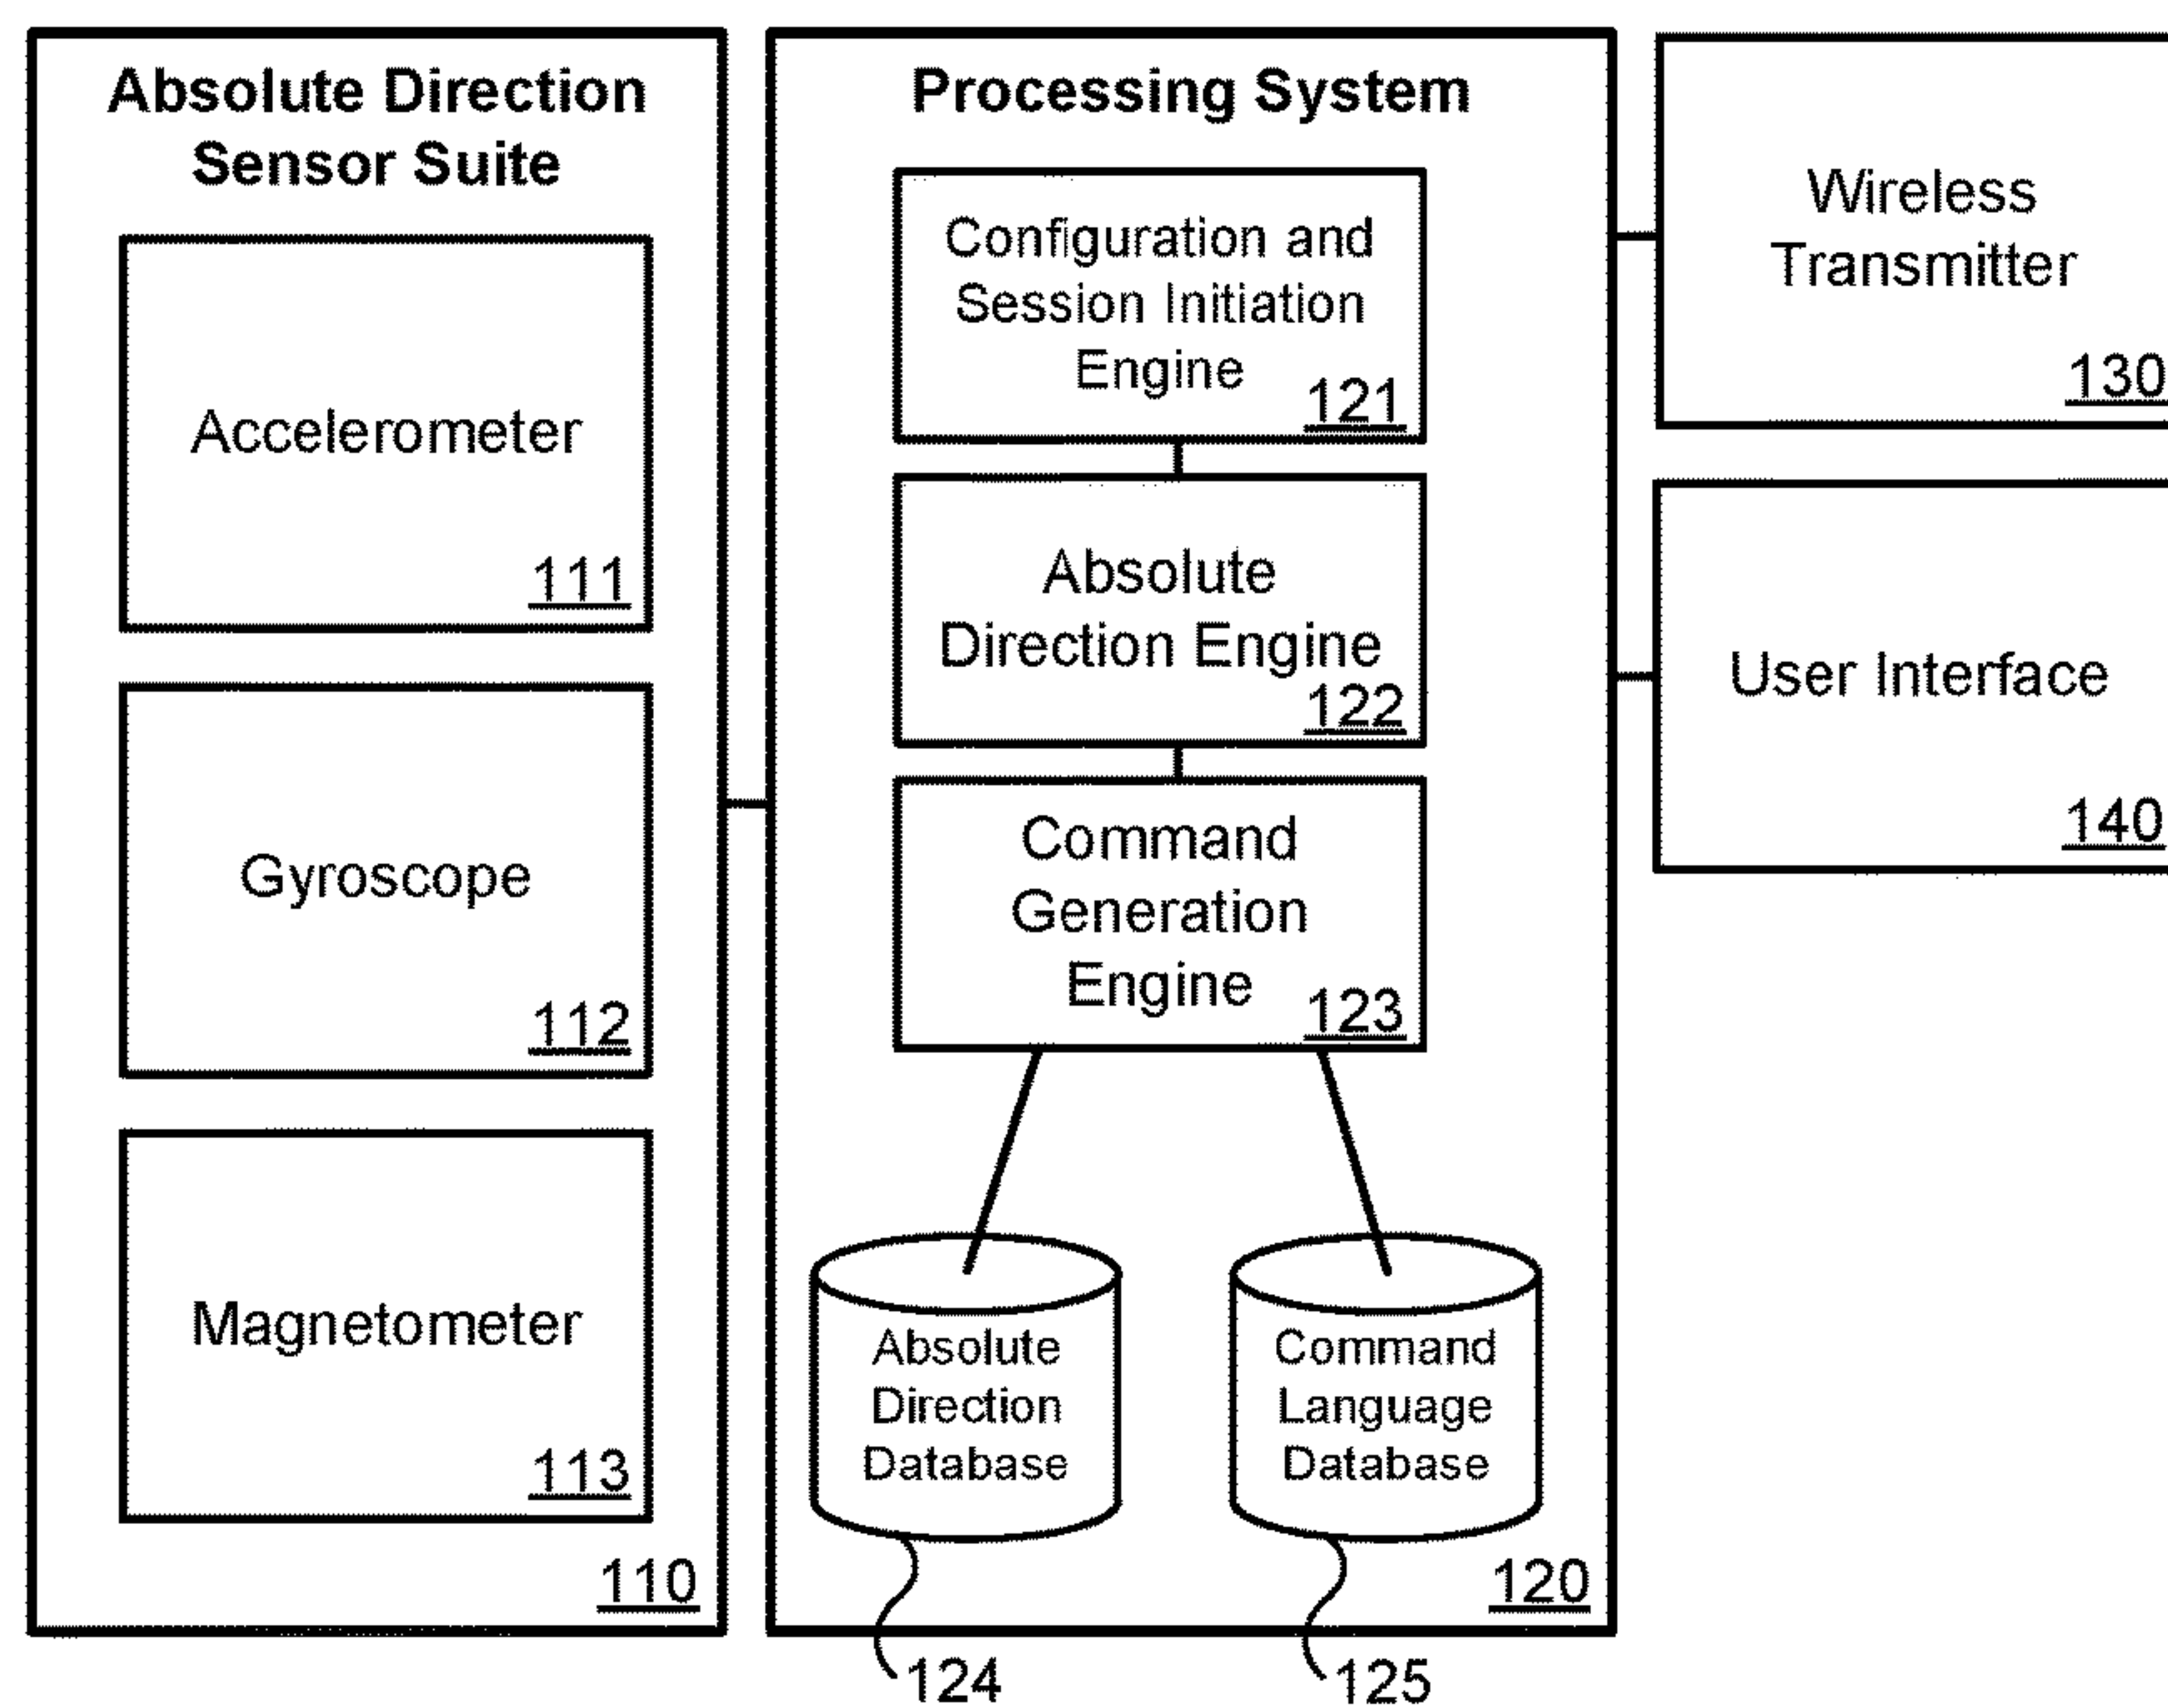 Absolute Direction
Sensor Suite
Accelerometer
111
Gyroscope
112
Magnetometer
113
110
Processing System
Configuration and
Session Initiation
Engine
121
Absolute
Direction Engine
122
Command
Generation
Engine
123
Absolute
Direction
Database
Command
Language
Database
120
124
125
Wireless
Transmitter
130
User Interface
140